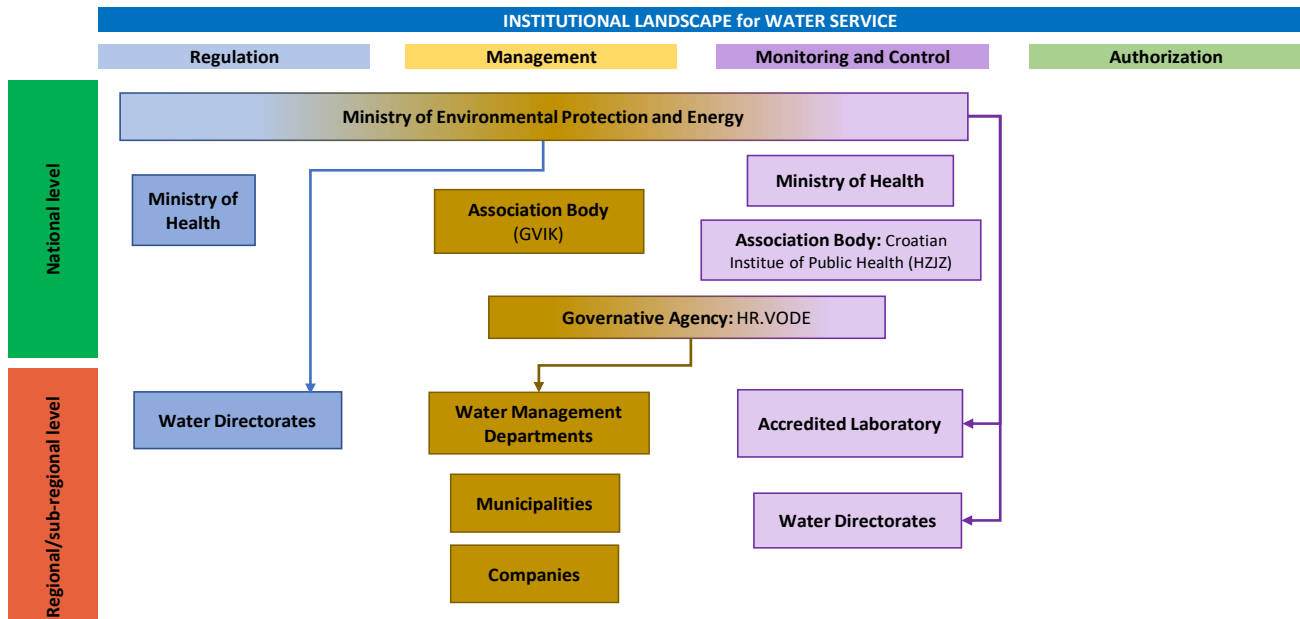 INSTITUTIONAL LANDSCAPE for WATER SERVICE
Regulation
Management
Monitoring and Control
Authorization
National level
Ministry of Environmental Protection and Energy
Ministry of
Health
Association Body
(GVIK)
Ministry of Health
Association Body: Croatian
Institue of Public Health (HZJZ)
Governative Agency: HR.VODE
Regional/sub-regional level
Water Directorates
Water Management
Departments
Accredited Laboratory
Municipalities
Water Directorates
Companies